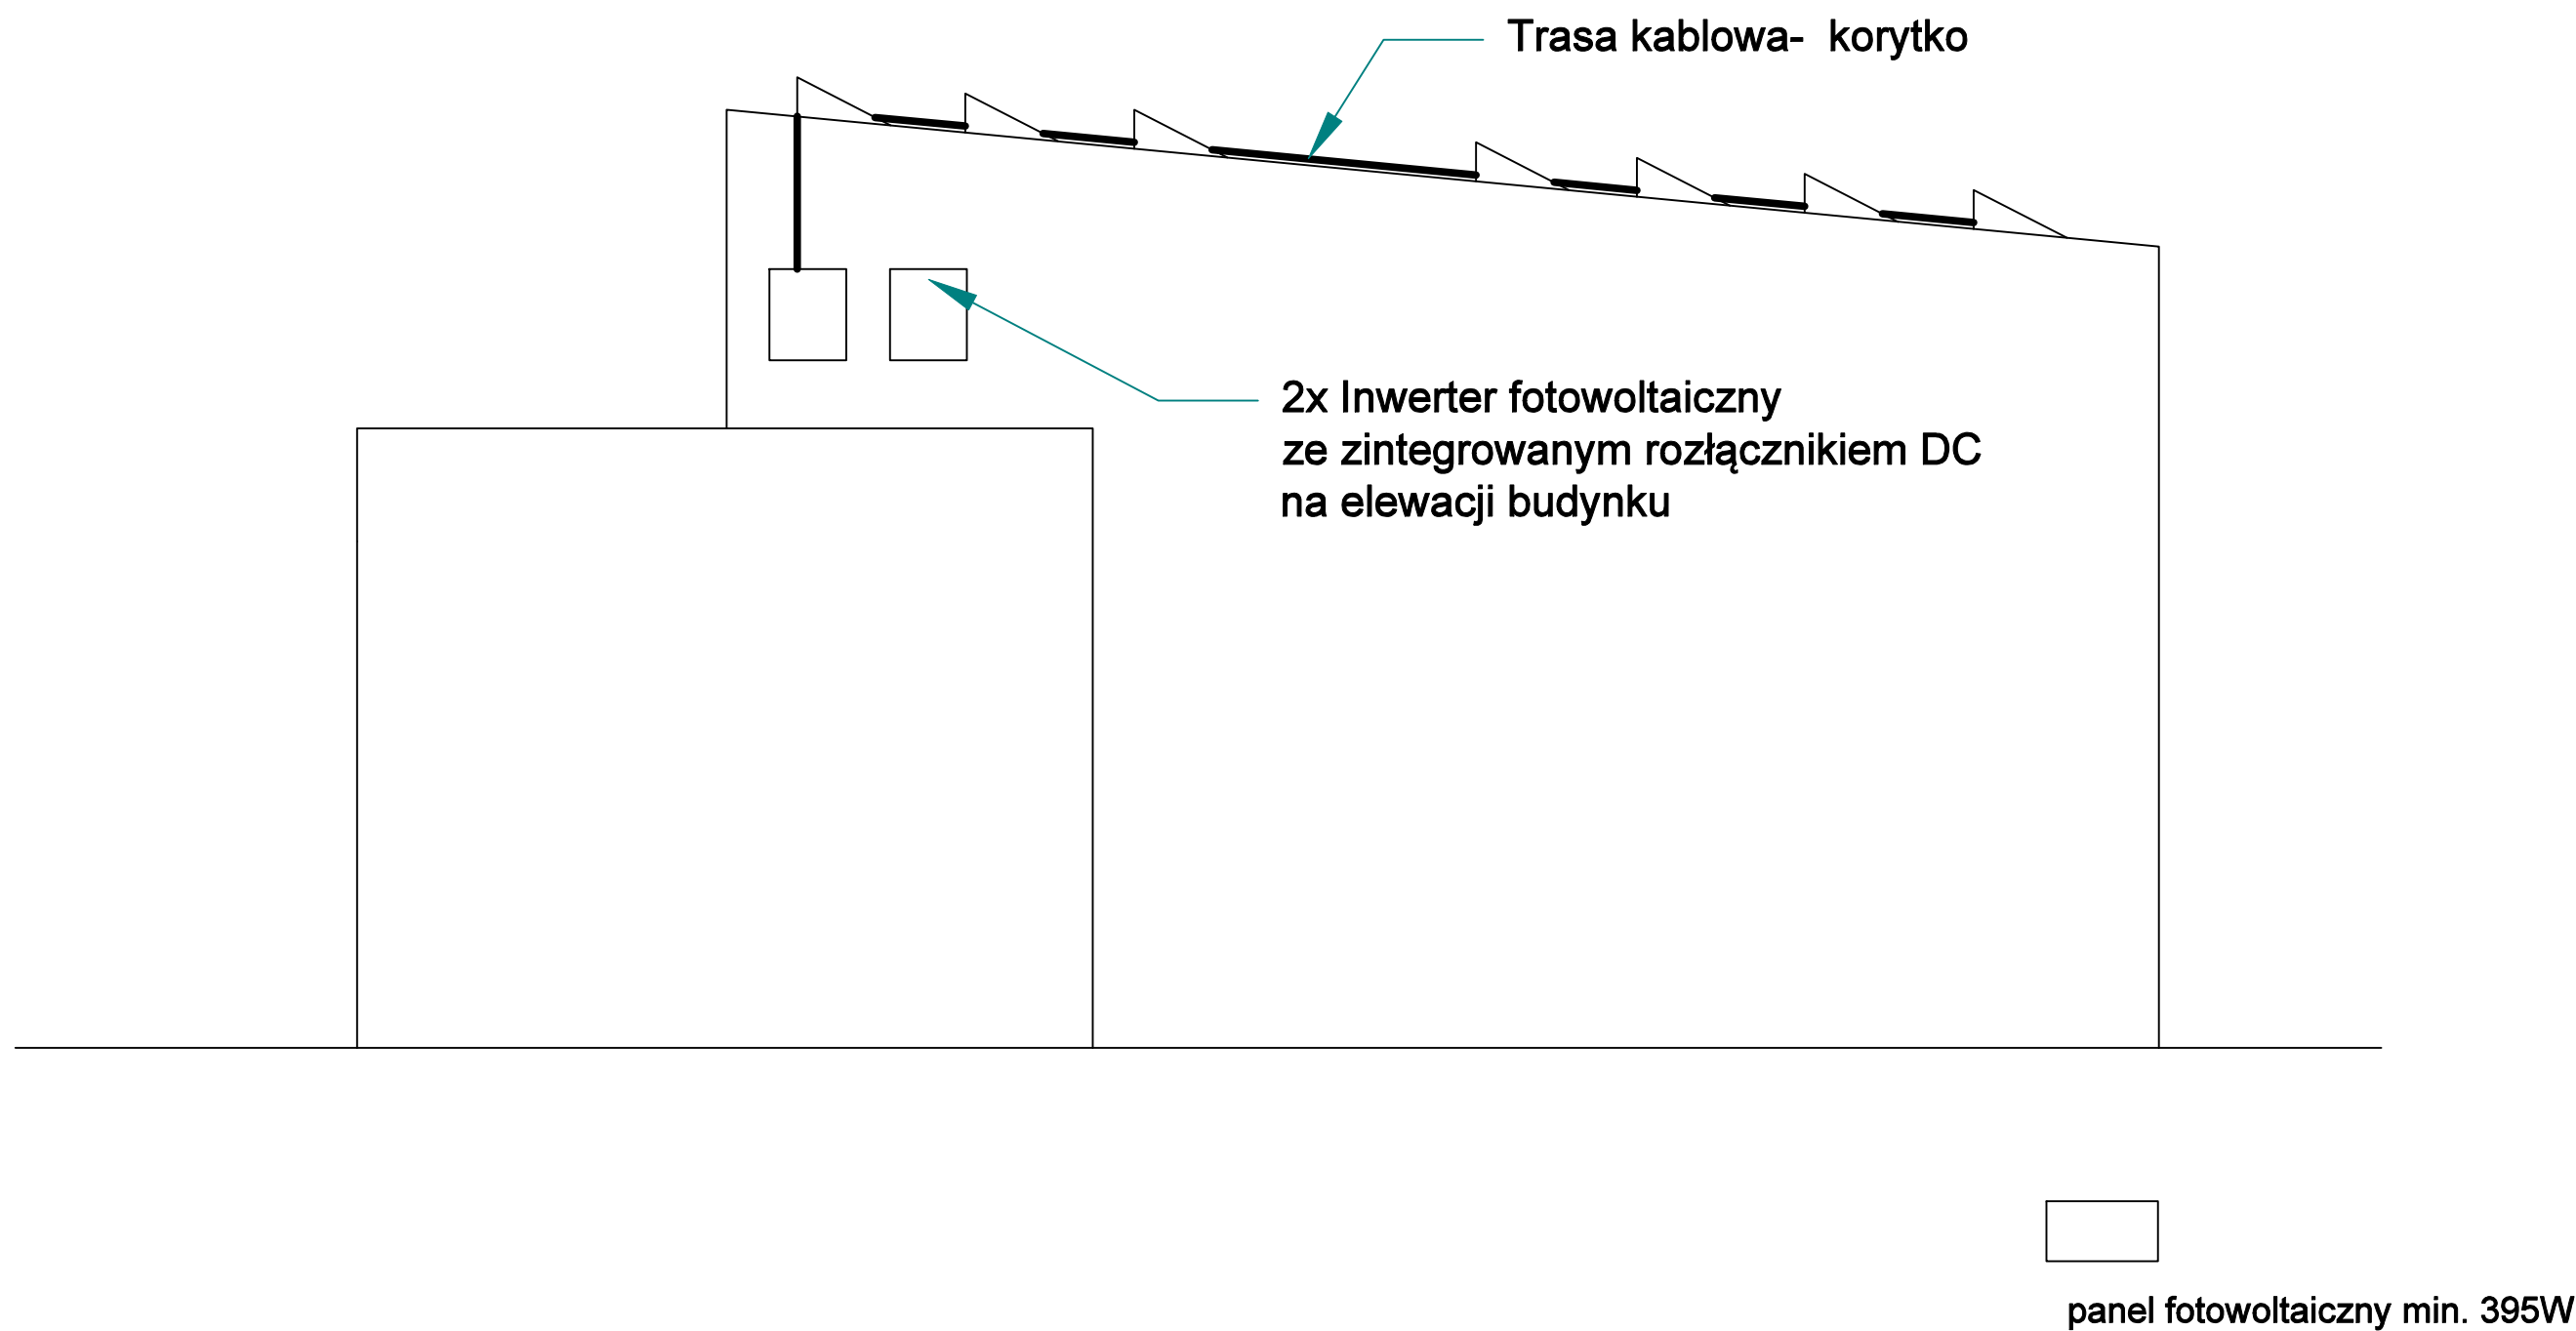 Trasa kablowa- korytko
2x Inwerter fotowoltaiczny
ze zintegrowanym rozłącznikiem DC
na elewacji budynku
panel fotowoltaiczny min. 395W